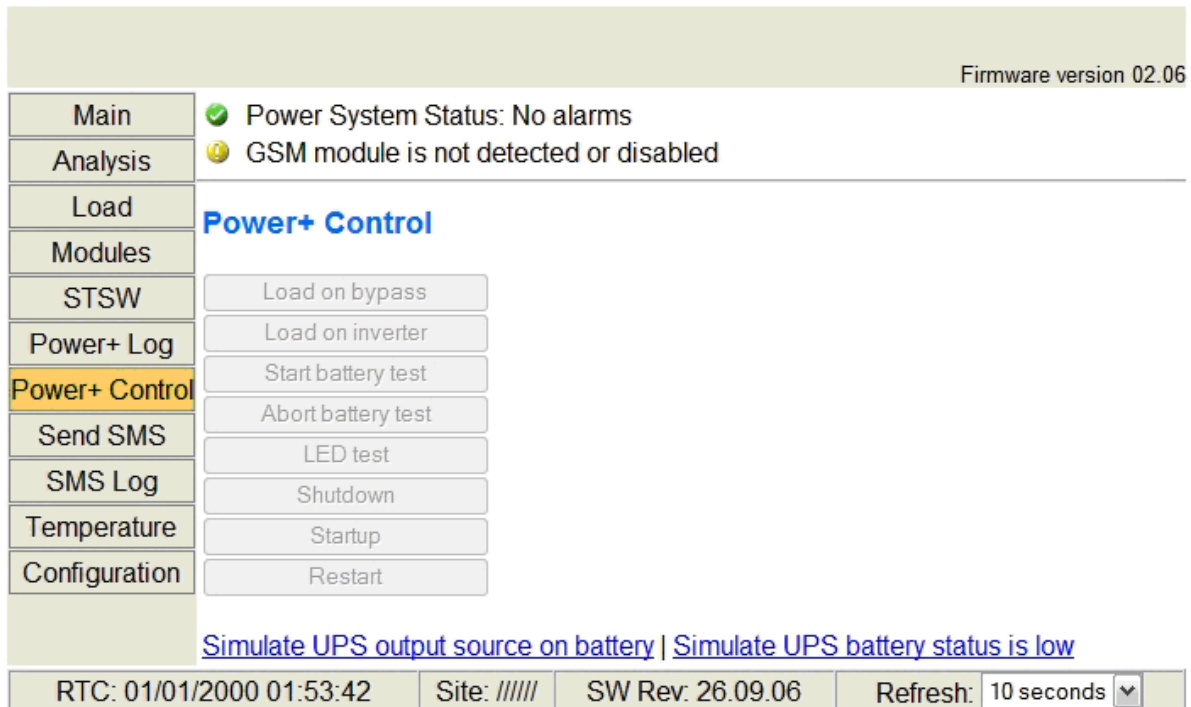 Firmware version 02.06
Main
Analysis
Load
Modules
STSW
Power+ Log
Power+ Control
Send SMS
SMS Log
Temperature
Configuration
Power System Status: No alarms
GSM module is not detected or disabled
Power+ Control
Load on bypass
Load on inverter
Start battery test
Abort battery test
LED test
Shutdown
Startup
Restart
Simulate UPS output source on battery | Simulate UPS battery status is low
RTC: 01/01/2000 01:53:42 Site: ////// SW Rev: 26.09.06 Refresh: 10 seconds